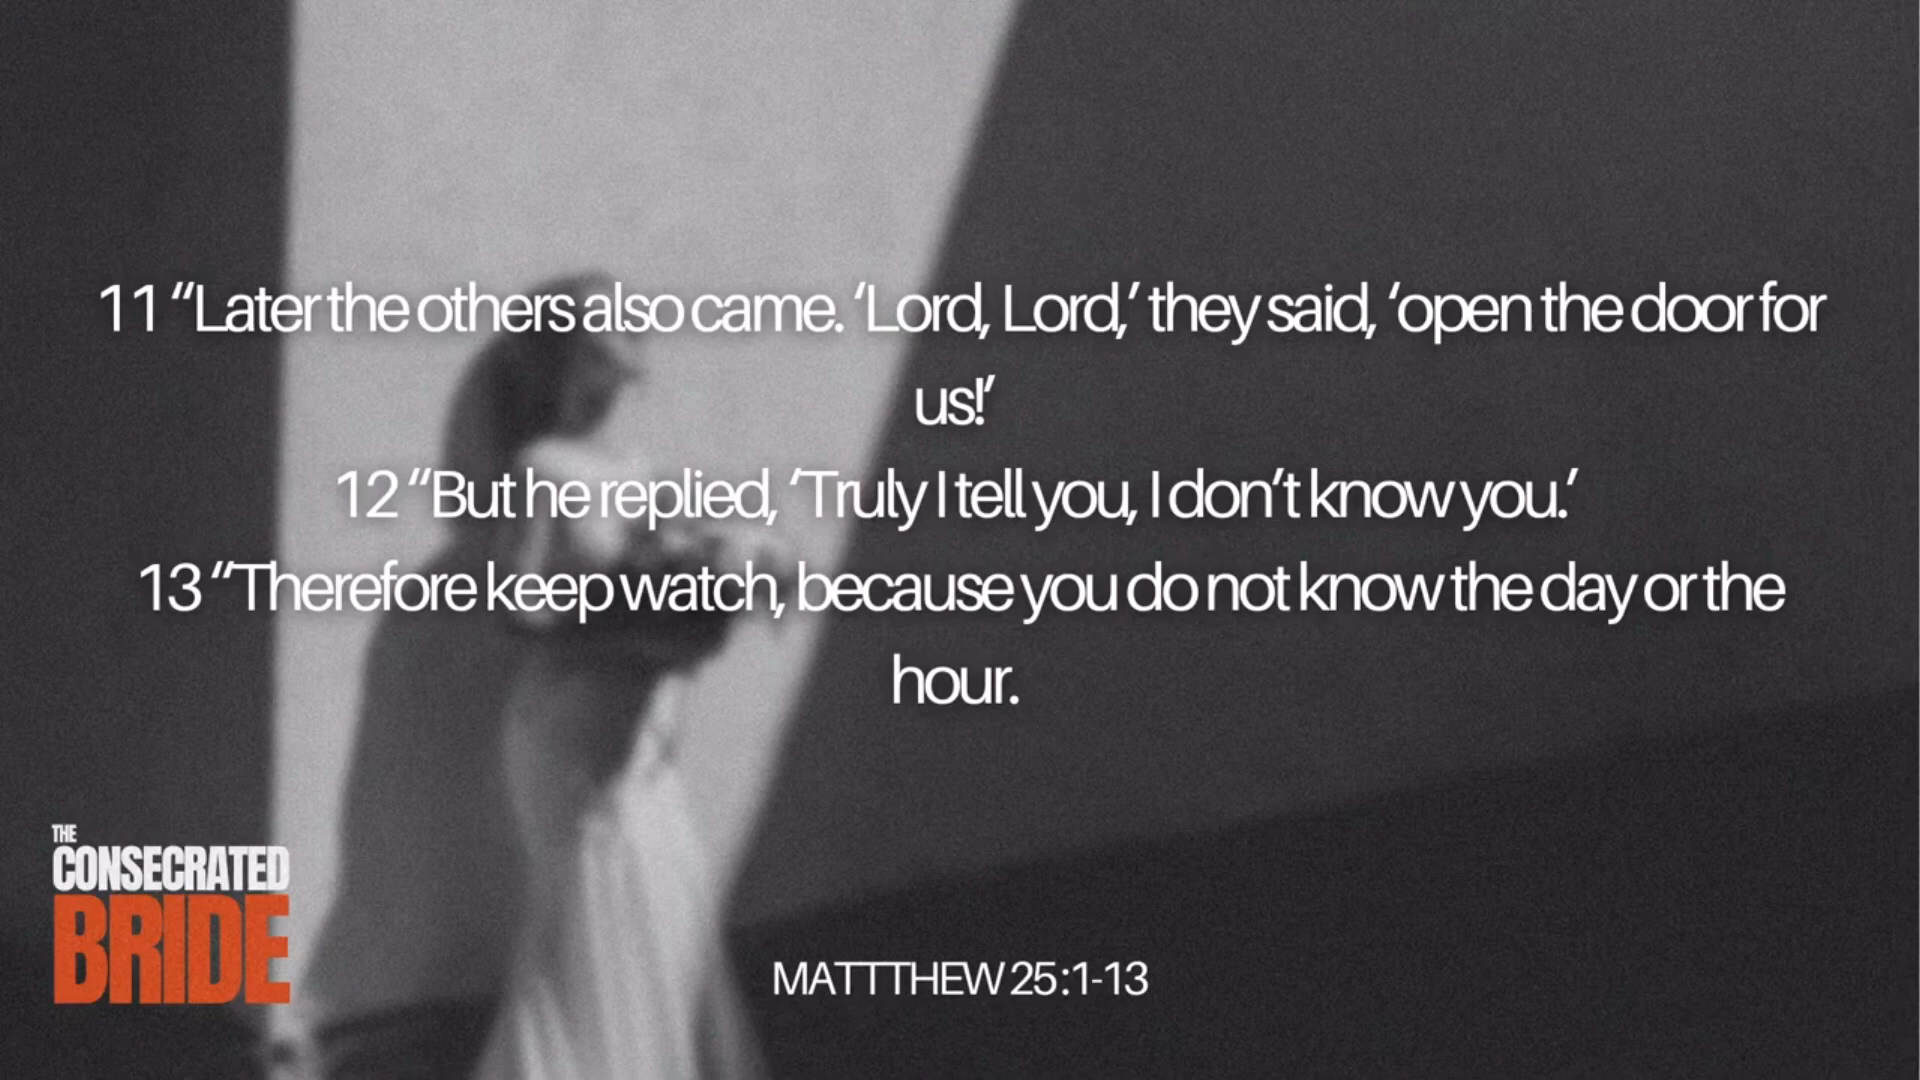 11 “Later the others also came. ‘Lord, Lord,’ they said, ‘open the door for
us!’
12 “But he replied, ‘Truly I tell you, I don’t know you.’
13 “Therefore keep watch, because you do not know the day or the
hour.
THE
CONSECRATED
BRIDE
MATTTHEW 25:1-13